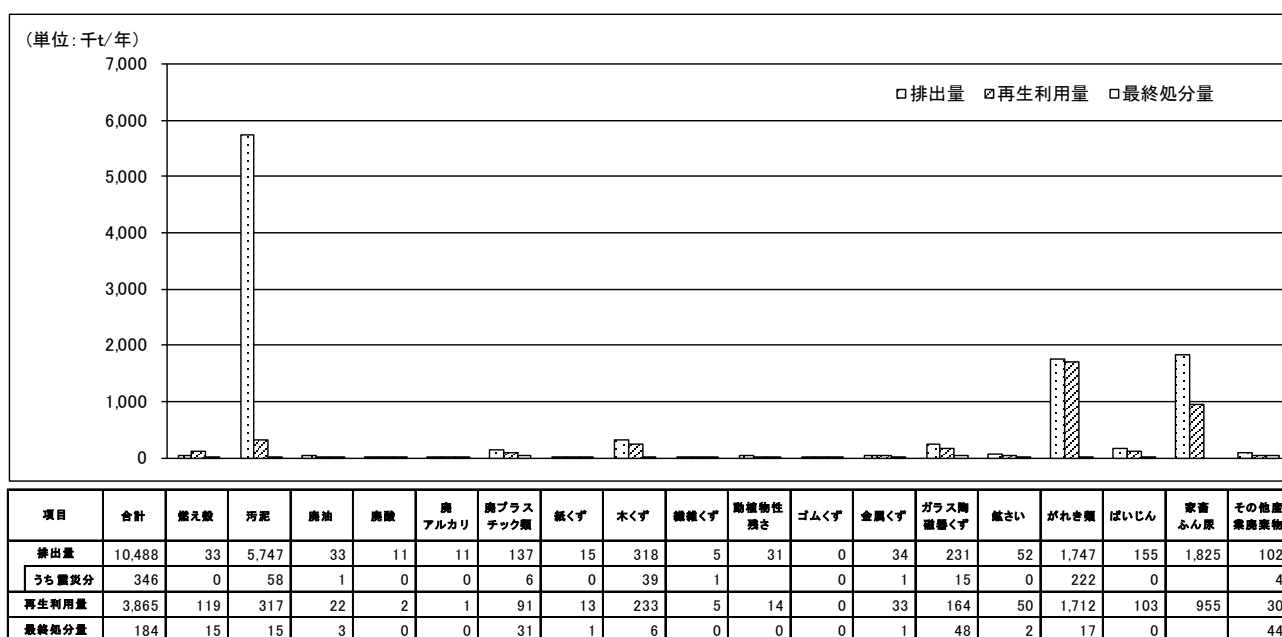 (単位:千t/年)
7,000
□排出量 ▨再生利用量 □最終処分量
6,000
5,000
4,000
3,000
2,000
1,000
0
項目 合計 燃え殻 汚泥 廃油 廃酸 廃アルカリ 廃プラスチック類 紙くず 木くず 繊維くず 動植物性残さ ゴムくず 金属くず ガラス陶磁器くず 鉱さい がれき類 ばいじん 家畜ふん尿 その他産業廃棄物
排出量 10,488 33 5,747 33 11 11 137 15 318 5 31 0 34 231 52 1,747 155 1,825 102
うち震災分 346 0 58 1 0 0 6 0 39 1 0 1 15 0 222 0 4
再生利用量 3,865 119 317 22 2 1 91 13 233 5 14 0 33 164 50 1,712 103 955 30
最終処分量 184 15 15 3 0 0 31 1 6 0 0 0 1 48 2 17 0 44